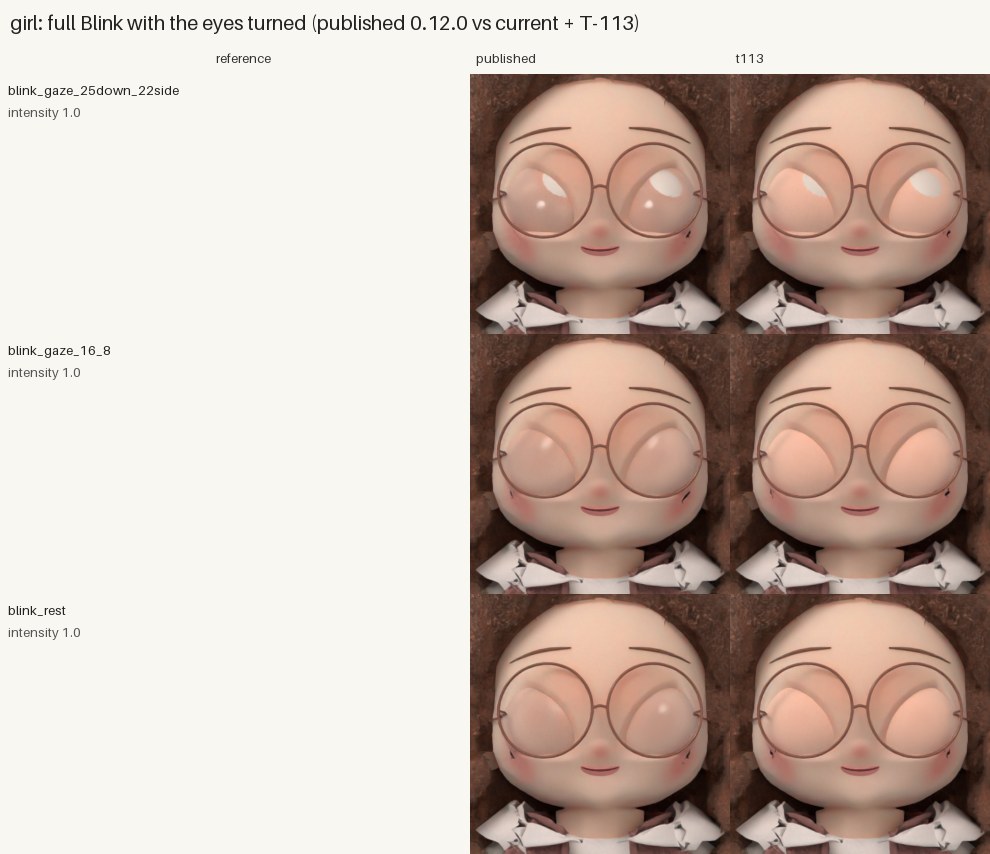 girl: full Blink with the eyes turned (published 0.12.0 vs current + T-113)
reference published t113
blink_gaze_25down_22side
intensity 1.0
blink_gaze_16_8
intensity 1.0
blink_rest
intensity 1.0